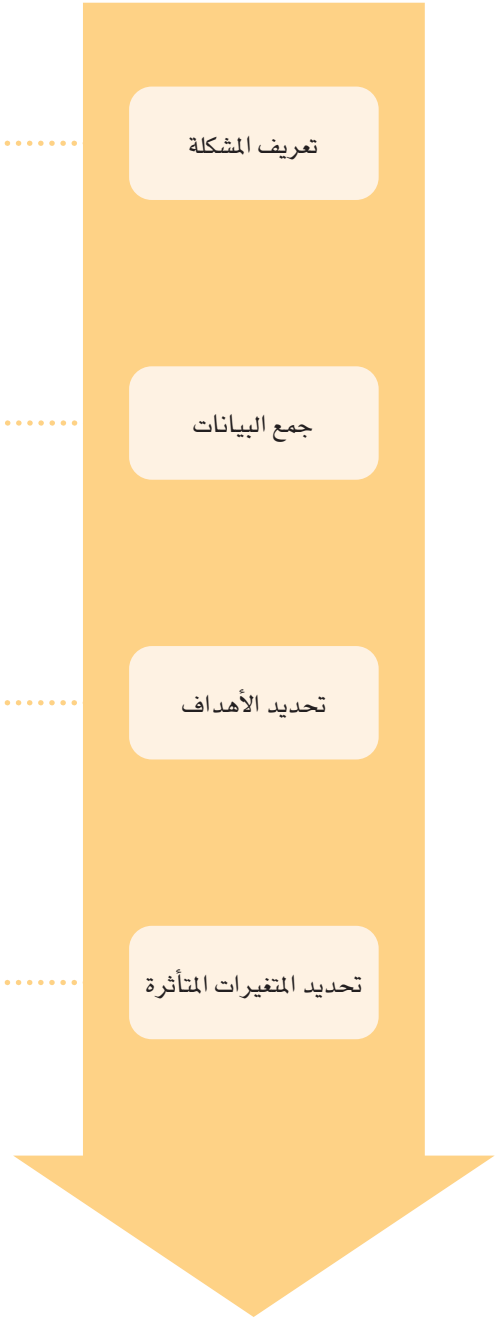 تعريف المشكلة
جمع البيانات
تحديد الأهداف
تحديد المتغيرات المتأثرة